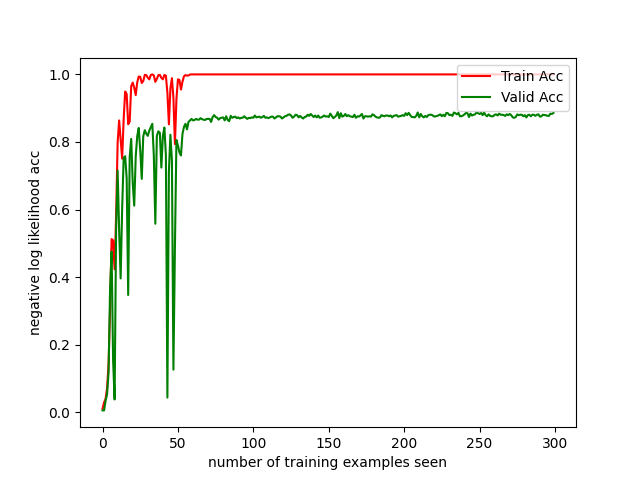 Train Acc
Valid Acc
negative log likelihood acc
1.0
0.8
0.6
0.4
0.2
0.0
0 50 100 150 200 250 300
number of training examples seen